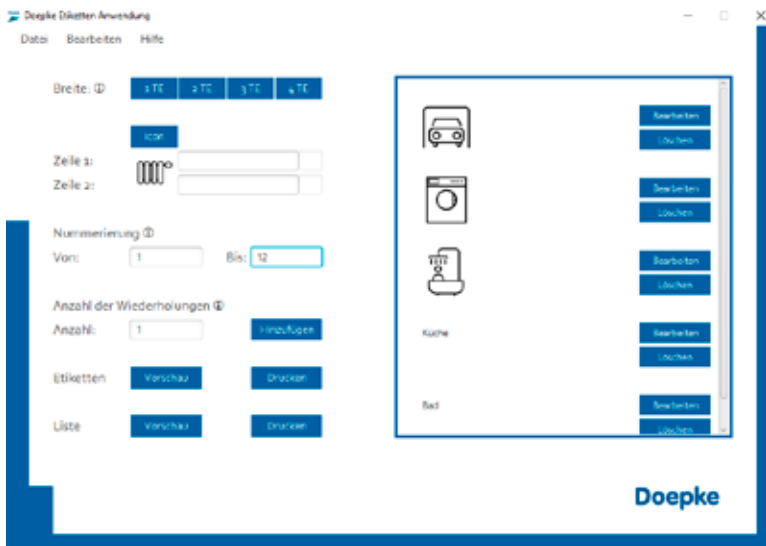 Doepke Etiketten Anwendung
Datei Bearbeiten Hilfe
Breite: ⓘ 1 TE 2 TE 3 TE 4 TE
Icon
Zeile 1:
Zeile 2:
Nummerierung ⓘ
Von: 1 Bis: 12
Anzahl der Wiederholungen ⓘ
Anzahl: 1 Hinzufügen
Etiketten Vorschau Drucken
Liste Vorschau Drucken
Bearbeiten
Löschen
Bearbeiten
Löschen
Bearbeiten
Löschen
Küche Bearbeiten
Löschen
Bad Bearbeiten
Löschen
Doepke